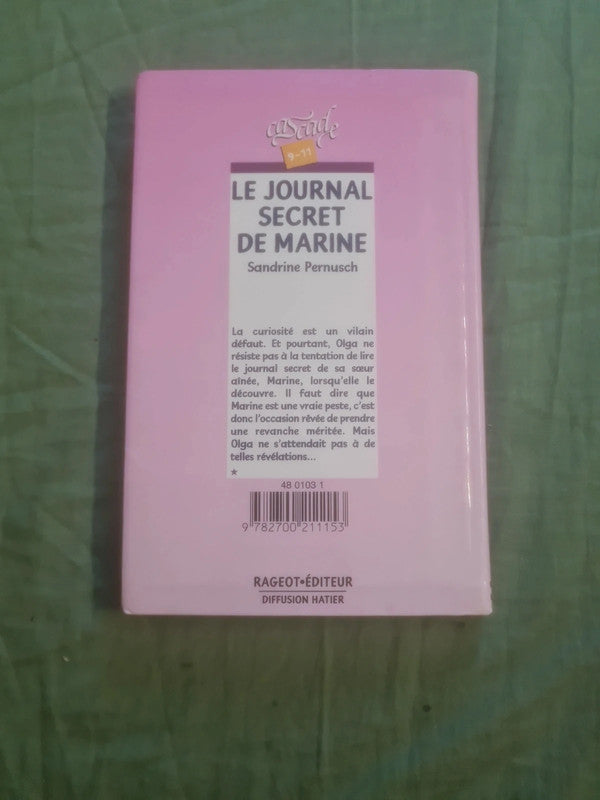 cascade
9-11
LE JOURNAL
SECRET
DE MARINE
Sandrine Pernusch
La curiosité est un vilain
défaut. Et pourtant, Olga ne
résiste pas à la tentation de lire
le journal secret de sa sœur
aînée, Marine, lorsqu'elle le
découvre. Il faut dire que
Marine est une vraie peste, c'est
donc l'occasion rêvée de prendre
une revanche méritée. Mais
Olga ne s'attendait pas à de
telles révélations...
*
48 0103 1
9 782700 211153
RAGEOT•ÉDITEUR
DIFFUSION HATIER